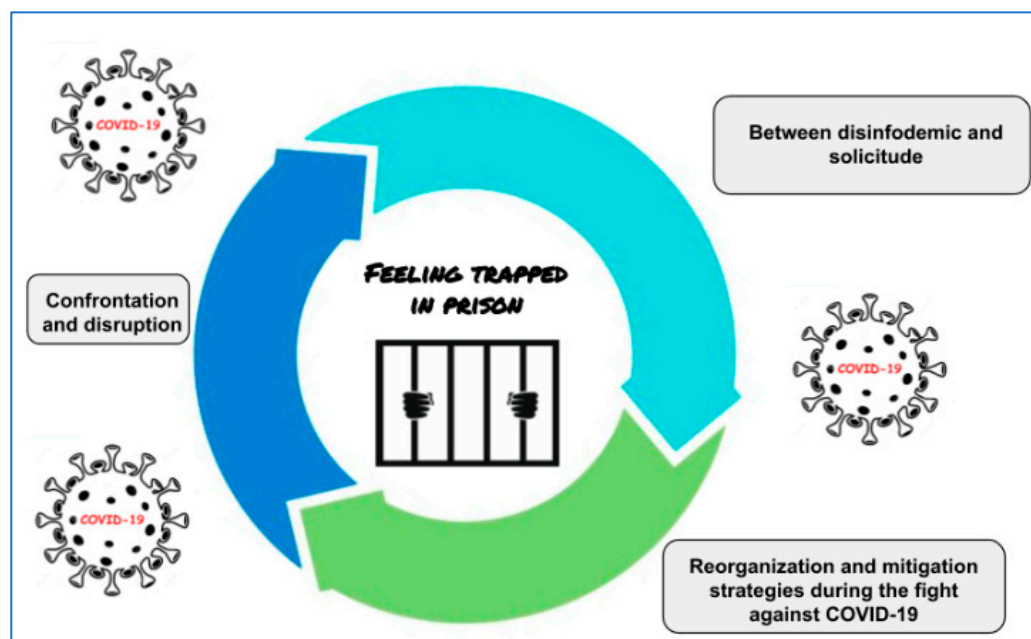 COVID-19
Between disinfodemic and
solicitude
FEELING TRAPPED
IN PRISON
Confrontation
and disruption
COVID-19
COVID-19
Reorganization and mitigation
strategies during the fight
against COVID-19